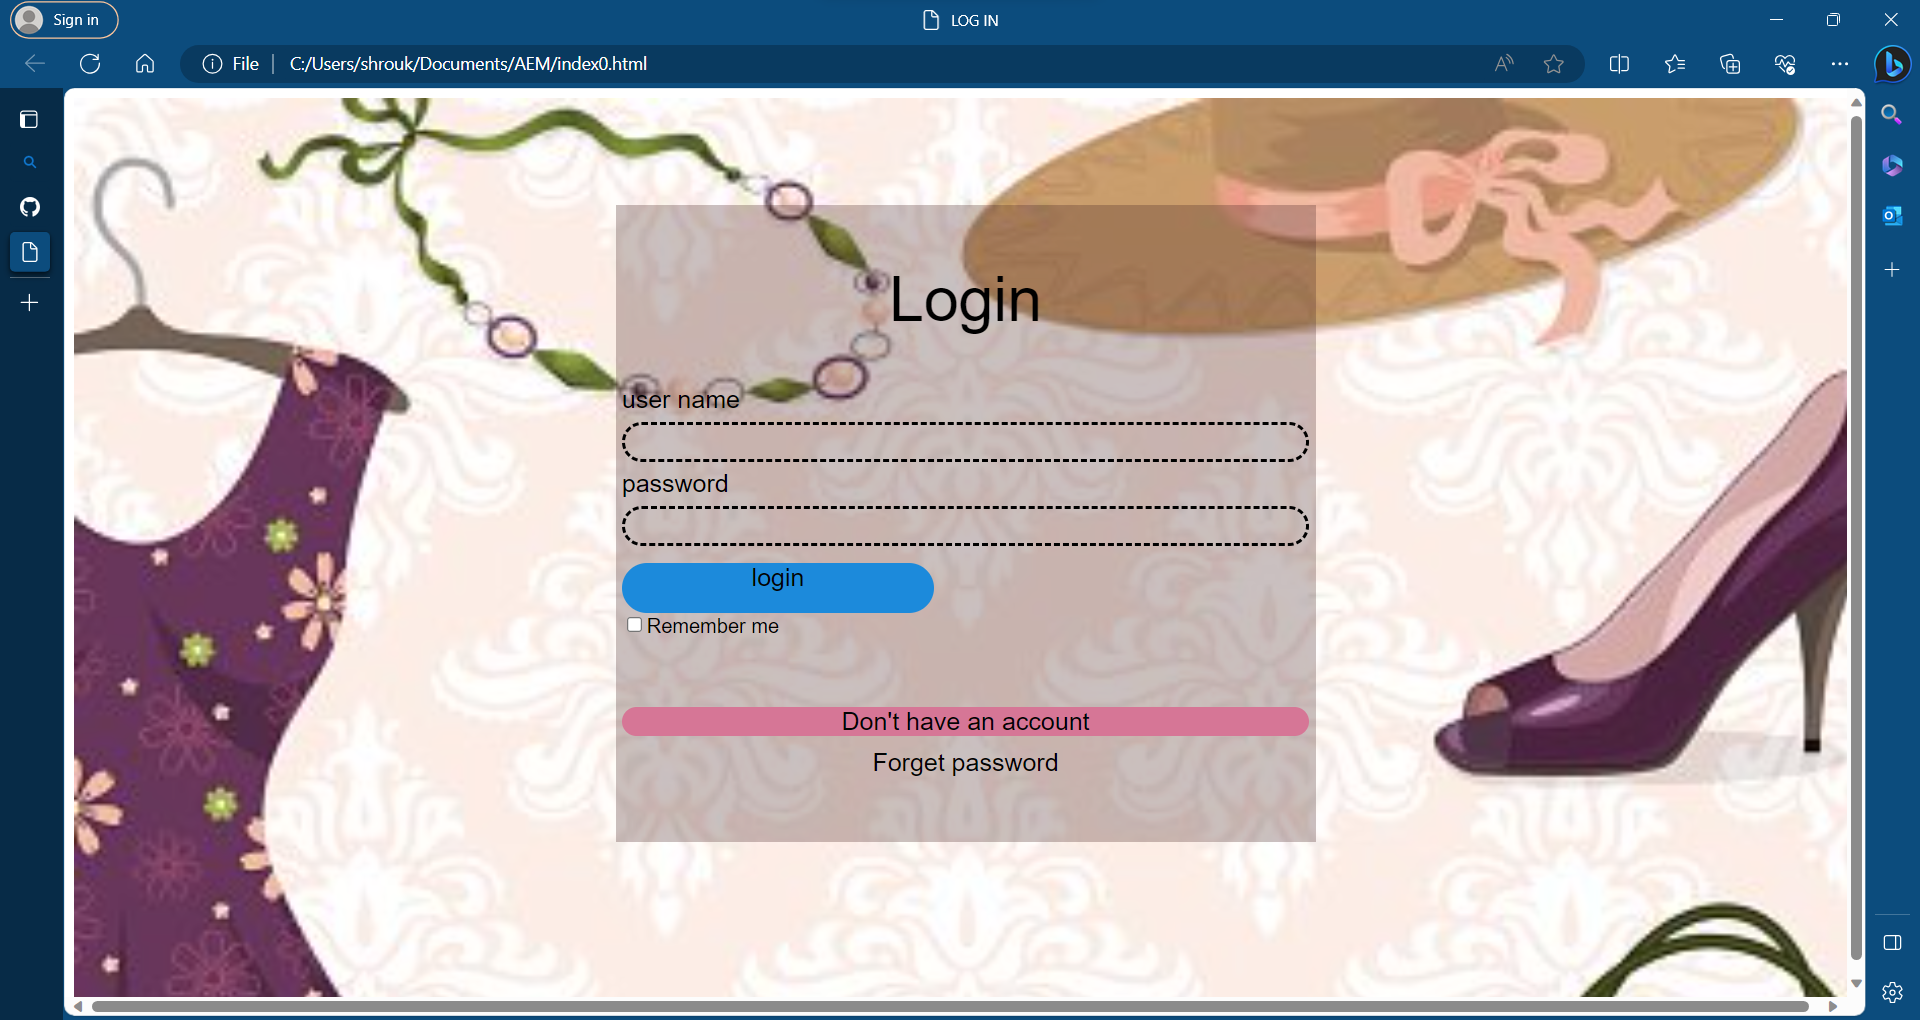 Sign in
LOG IN
File
C:/Users/shrouk/Documents/AEM/index0.html
Login
user name
password
login
Remember me
Don't have an account
Forget password